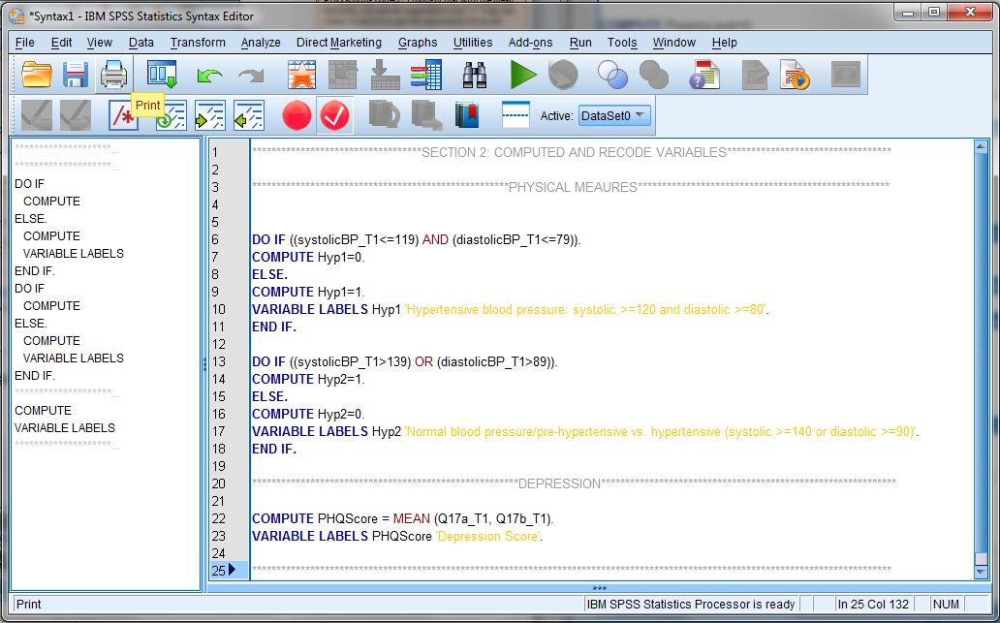 *Syntax1 - IBM SPSS Statistics Syntax Editor
File Edit View Data Transform Analyze Direct Marketing Graphs Utilities Add-ons Run Tools Window Help
Print
Active: DataSet0
********************...
********************...
DO IF
COMPUTE
ELSE.
COMPUTE
VARIABLE LABELS
END IF.
DO IF
COMPUTE
ELSE.
COMPUTE
VARIABLE LABELS
END IF.
********************...
COMPUTE
VARIABLE LABELS
********************...
1 ***********************************SECTION 2: COMPUTED AND RECODE VARIABLES**********************************
2
3 *****************************************************PHYSICAL MEAURES****************************************************
4
5
6 DO IF ((systolicBP_T1<=119) AND (diastolicBP_T1<=79)).
7 COMPUTE Hyp1=0.
8 ELSE.
9 COMPUTE Hyp1=1.
10 VARIABLE LABELS Hyp1 'Hypertensive blood pressure: systolic >=120 and diastolic >=80'.
11 END IF.
12
13 DO IF ((systolicBP_T1>139) OR (diastolicBP_T1>89)).
14 COMPUTE Hyp2=1.
15 ELSE.
16 COMPUTE Hyp2=0.
17 VARIABLE LABELS Hyp2 'Normal blood pressure/pre-hypertensive vs. hypertensive (systolic >=140 or diastolic >=90)'.
18 END IF.
19
20 *******************************************************DEPRESSION*************************************************************
21
22 COMPUTE PHQScore = MEAN (Q17a_T1, Q17b_T1).
23 VARIABLE LABELS PHQScore 'Depression Score'.
24
25 ************************************************************************************************************************************
Print
IBM SPSS Statistics Processor is ready
In 25 Col 132
NUM